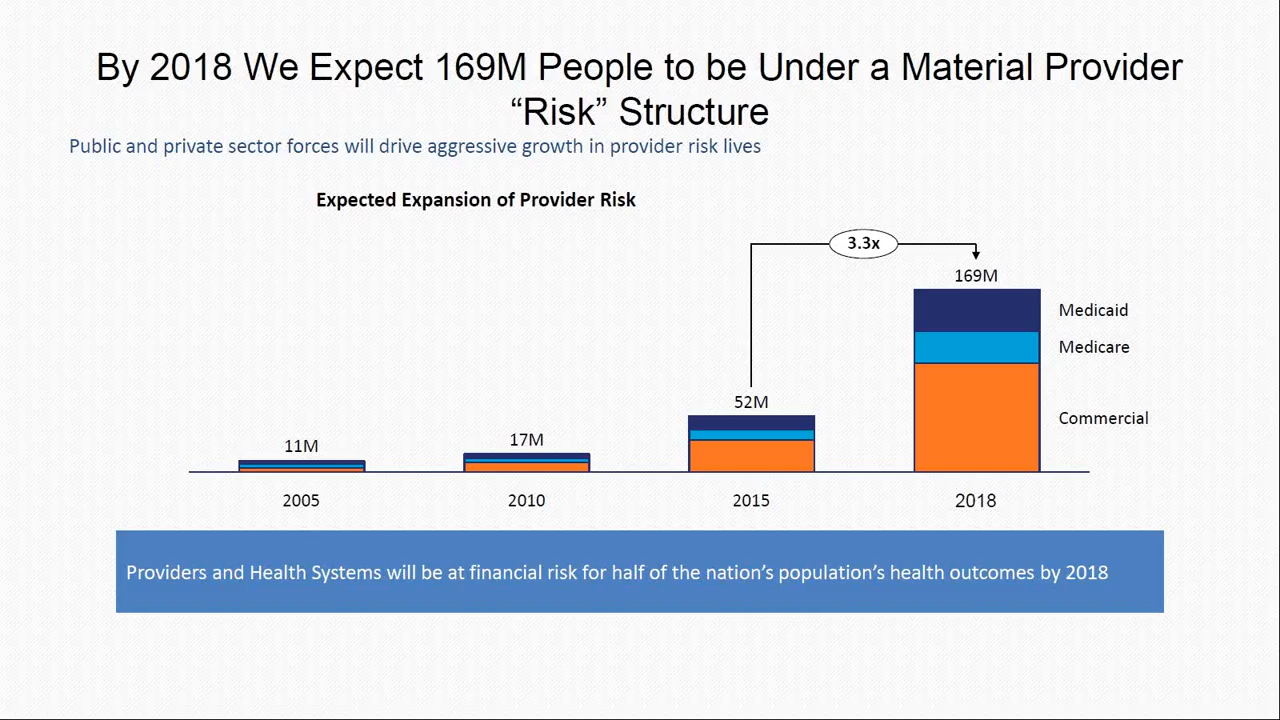 By 2018 We Expect 169M People to be Under a Material Provider
“Risk” Structure
Public and private sector forces will drive aggressive growth in provider risk lives
Expected Expansion of Provider Risk
3.3x
169M
Medicaid
Medicare
52M
Commercial
17M
11M
2005
2010
2015
2018
Providers and Health Systems will be at financial risk for half of the nation’s population’s health outcomes by 2018